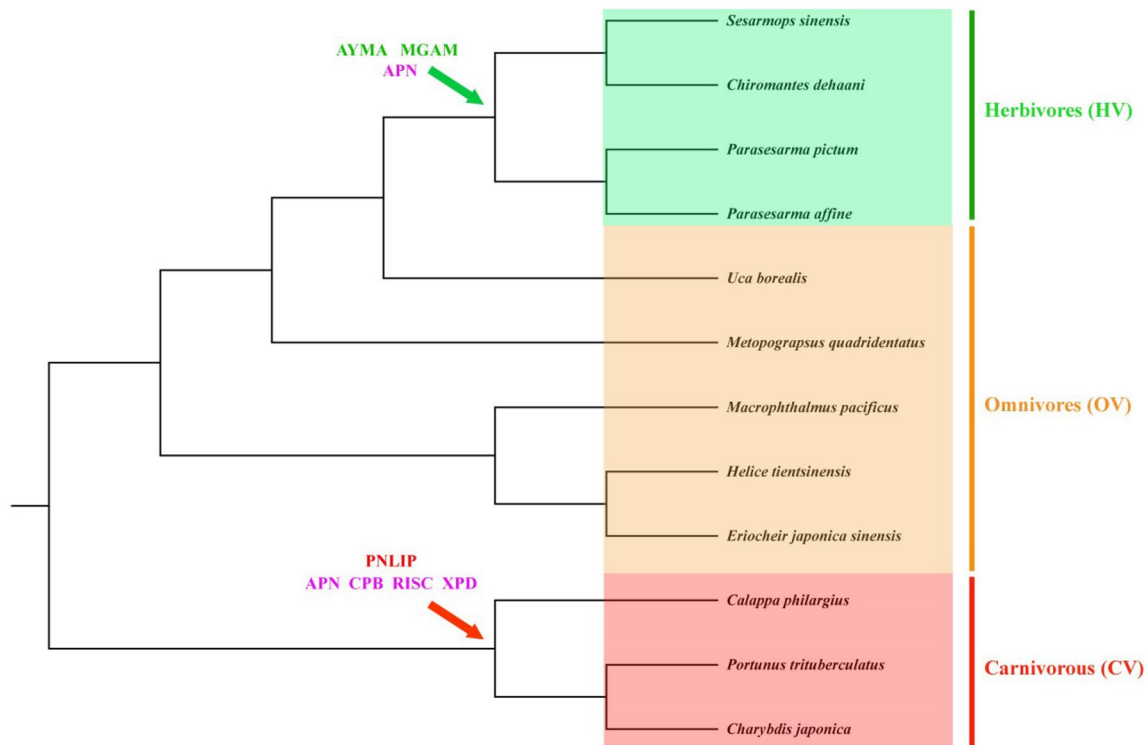 Sesarmops sinensis
AYMA MGAM
APN
Chiromantes dehaani
Herbivores (HV)
Parasesarma pictum
Parasesarma affine
Uca borealis
Metopograpsus quadridentatus
Macrophthalmus pacificus
Omnivores (OV)
Helice tientsinensis
Eriocheir japonica sinensis
PNLIP
APN CPB RISC XPD
Calappa philargius
Portunus trituberculatus
Carnivorous (CV)
Charybdis japonica